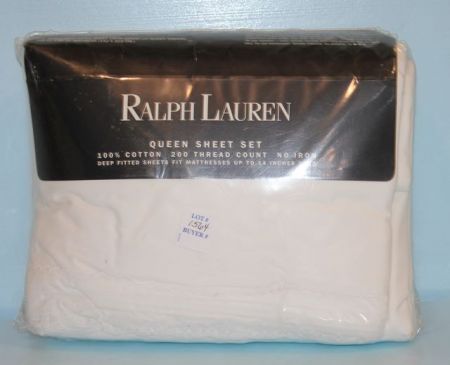 RALPH LAUREN
QUEEN SHEET SET
100% COTTON 200 THREAD COUNT NO IRON
DEEP FITTED SHEETS FIT MATTRESSES UP TO 14 INCHES
LOT#
1564
BUYER#